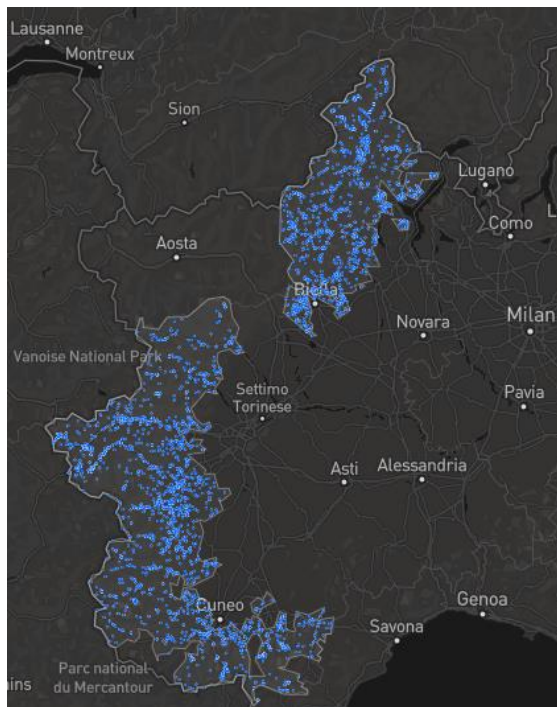 Lausanne
Montreux
Sion
Lugano
Como
Aosta
Biella
Novara
Milan
Vanoise National Park
Settimo
Torinese
Pavia
Asti
Alessandria
Cuneo
Genoa
Savona
Parc national
du Mercantour
ins
L